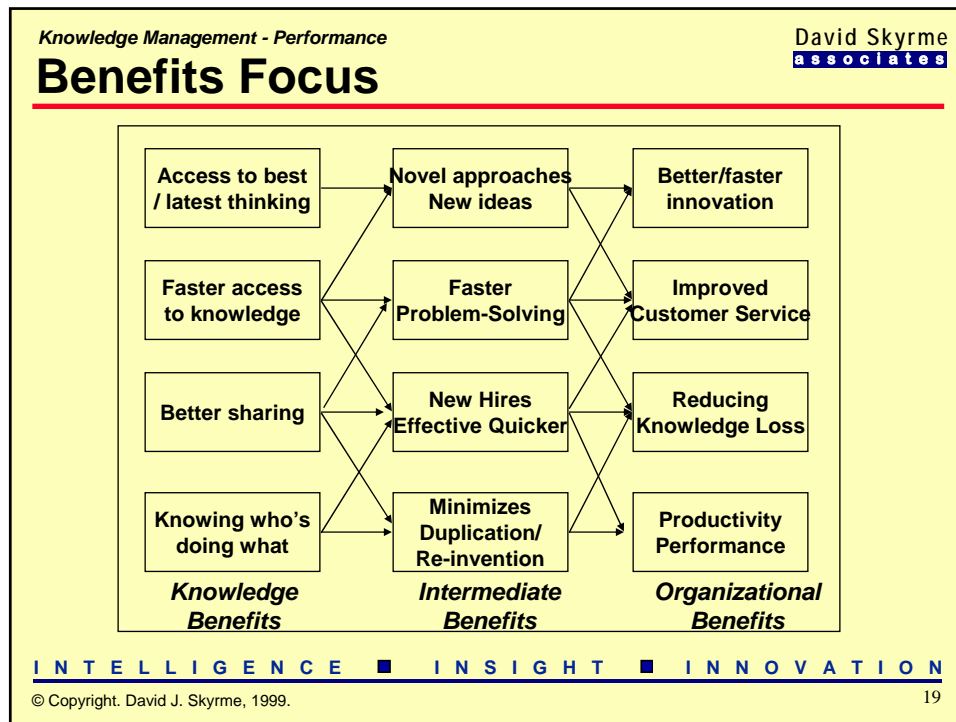 Knowledge Management - Performance
David Skyrme
associates
Benefits Focus
Access to best
/ latest thinking
Novel approaches
New ideas
Better/faster
innovation
Faster access
to knowledge
Faster
Problem-Solving
Improved
Customer Service
Better sharing
New Hires
Effective Quicker
Reducing
Knowledge Loss
Knowing who's
doing what
Minimizes
Duplication/
Re-invention
Productivity
Performance
Knowledge
Benefits
Intermediate
Benefits
Organizational
Benefits
INTELLIGENCE ■ INSIGHT ■ INNOVATION
© Copyright. David J. Skyrme, 1999.
19